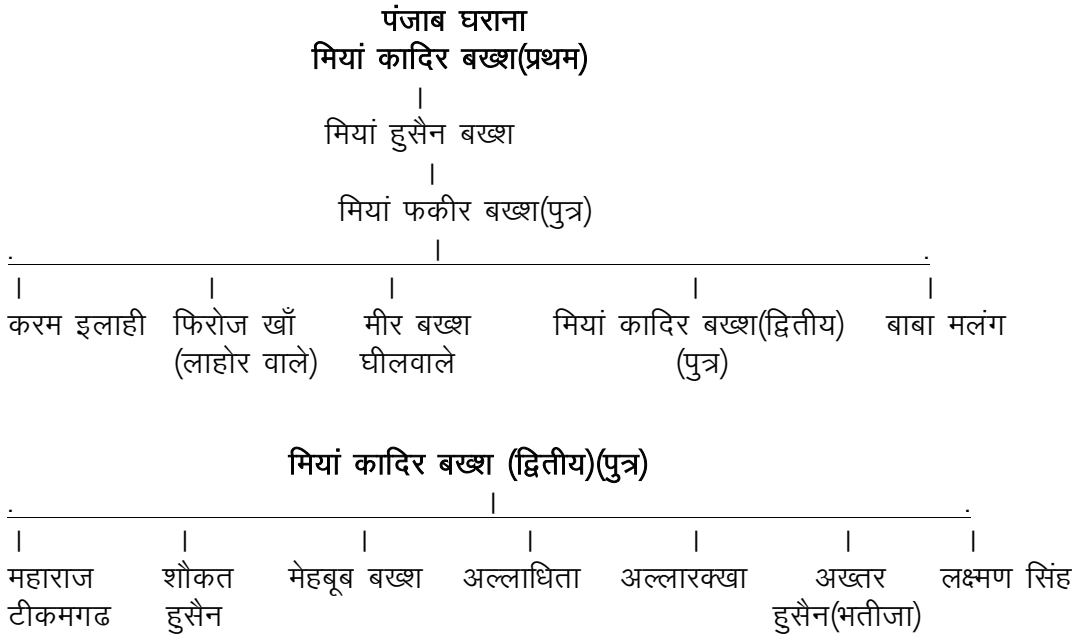 पंजाब घराना
मियां कादिर बख्श(प्रथम)
मियां हुसैन बख्श
मियां फकीर बख्श(पुत्र)
करम इलाही फिरोज खाँ मीर बख्श मियां कादिर बख्श(द्वितीय) बाबा मलंग
(लाहोर वाले) घीलवाले (पुत्र)
मियां कादिर बख्श (द्वितीय)(पुत्र)
महाराज शौकत मेहबूब बख्श अल्लाधिता अल्लारक्खा अख्तर लक्ष्मण सिंह
टीकमगढ हुसैन हुसैन(भतीजा)